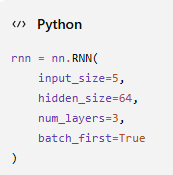 </> Python
rnn = nn.RNN(
    input_size=5,
    hidden_size=64,
    num_layers=3,
    batch_first=True
)